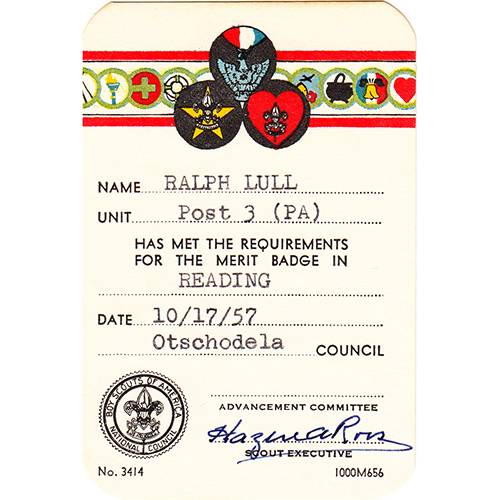 NAME RALPH LULL
UNIT Post 3 (PA)
HAS MET THE REQUIREMENTS
FOR THE MERIT BADGE IN
READING
DATE 10/17/57
Otschodela COUNCIL
BOY SCOUTS OF AMERICA
NATIONAL COUNCIL
ADVANCEMENT COMMITTEE
SCOUT EXECUTIVE
No. 3414 1000M656